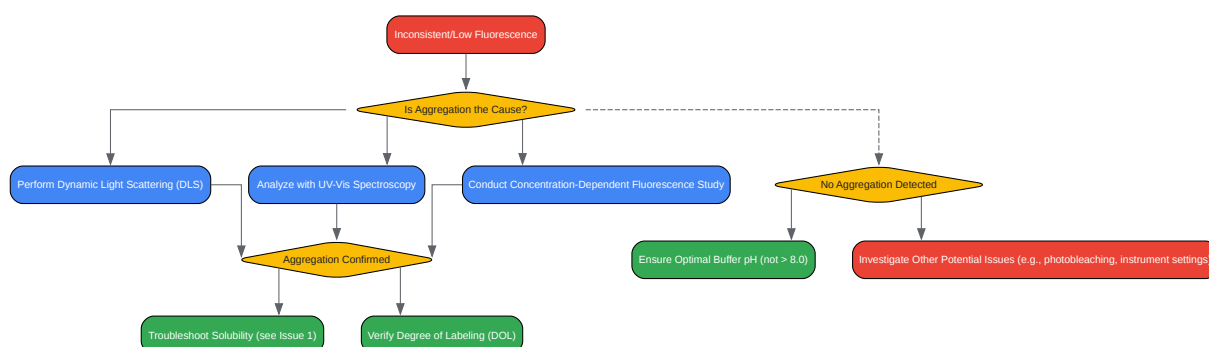 Inconsistent/Low Fluorescence
Is Aggregation the Cause?
Perform Dynamic Light Scattering (DLS)
Analyze with UV-Vis Spectroscopy
Conduct Concentration-Dependent Fluorescence Study
No Aggregation Detected
Aggregation Confirmed
Ensure Optimal Buffer pH (not > 8.0)
Investigate Other Potential Issues (e.g., photobleaching, instrument settings)
Troubleshoot Solubility (see Issue 1)
Verify Degree of Labeling (DOL)